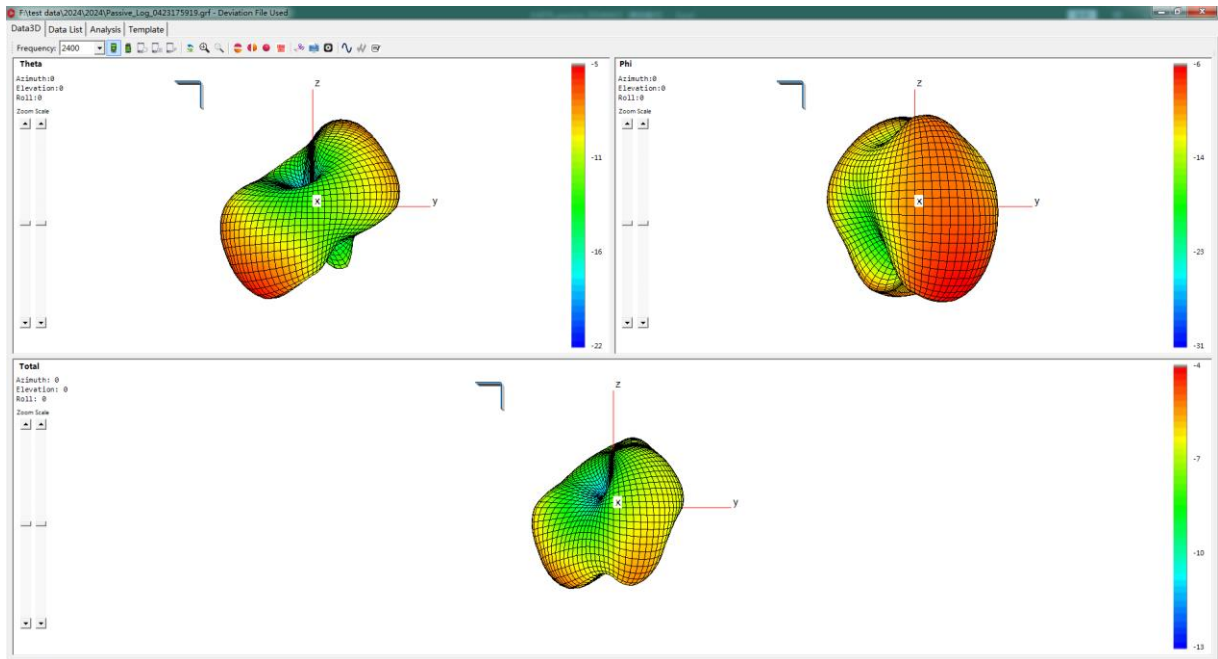 F:\test data\2024\2024\Passive_Log_0423175919.grf - Deviation File Used
Data3D Data List Analysis Template
Frequency: 2400
Theta
Azimuth:0
Elevation:0
Roll:0
Zoom Scale
z
x
y
-5
-11
-16
-22
Phi
Azimuth:0
Elevation:0
Roll:0
Zoom Scale
z
x
y
-6
-14
-23
-31
Total
Azimuth: 0
Elevation: 0
Roll: 0
Zoom Scale
z
x
y
-4
-7
-10
-13